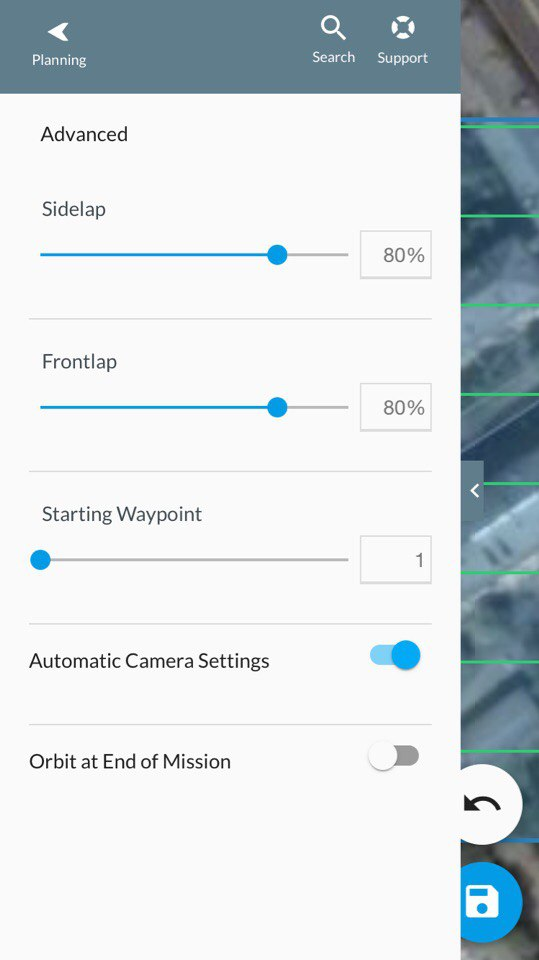 Planning
Search
Support
Advanced
Sidelap
80%
Frontlap
80%
Starting Waypoint
1
Automatic Camera Settings
Orbit at End of Mission